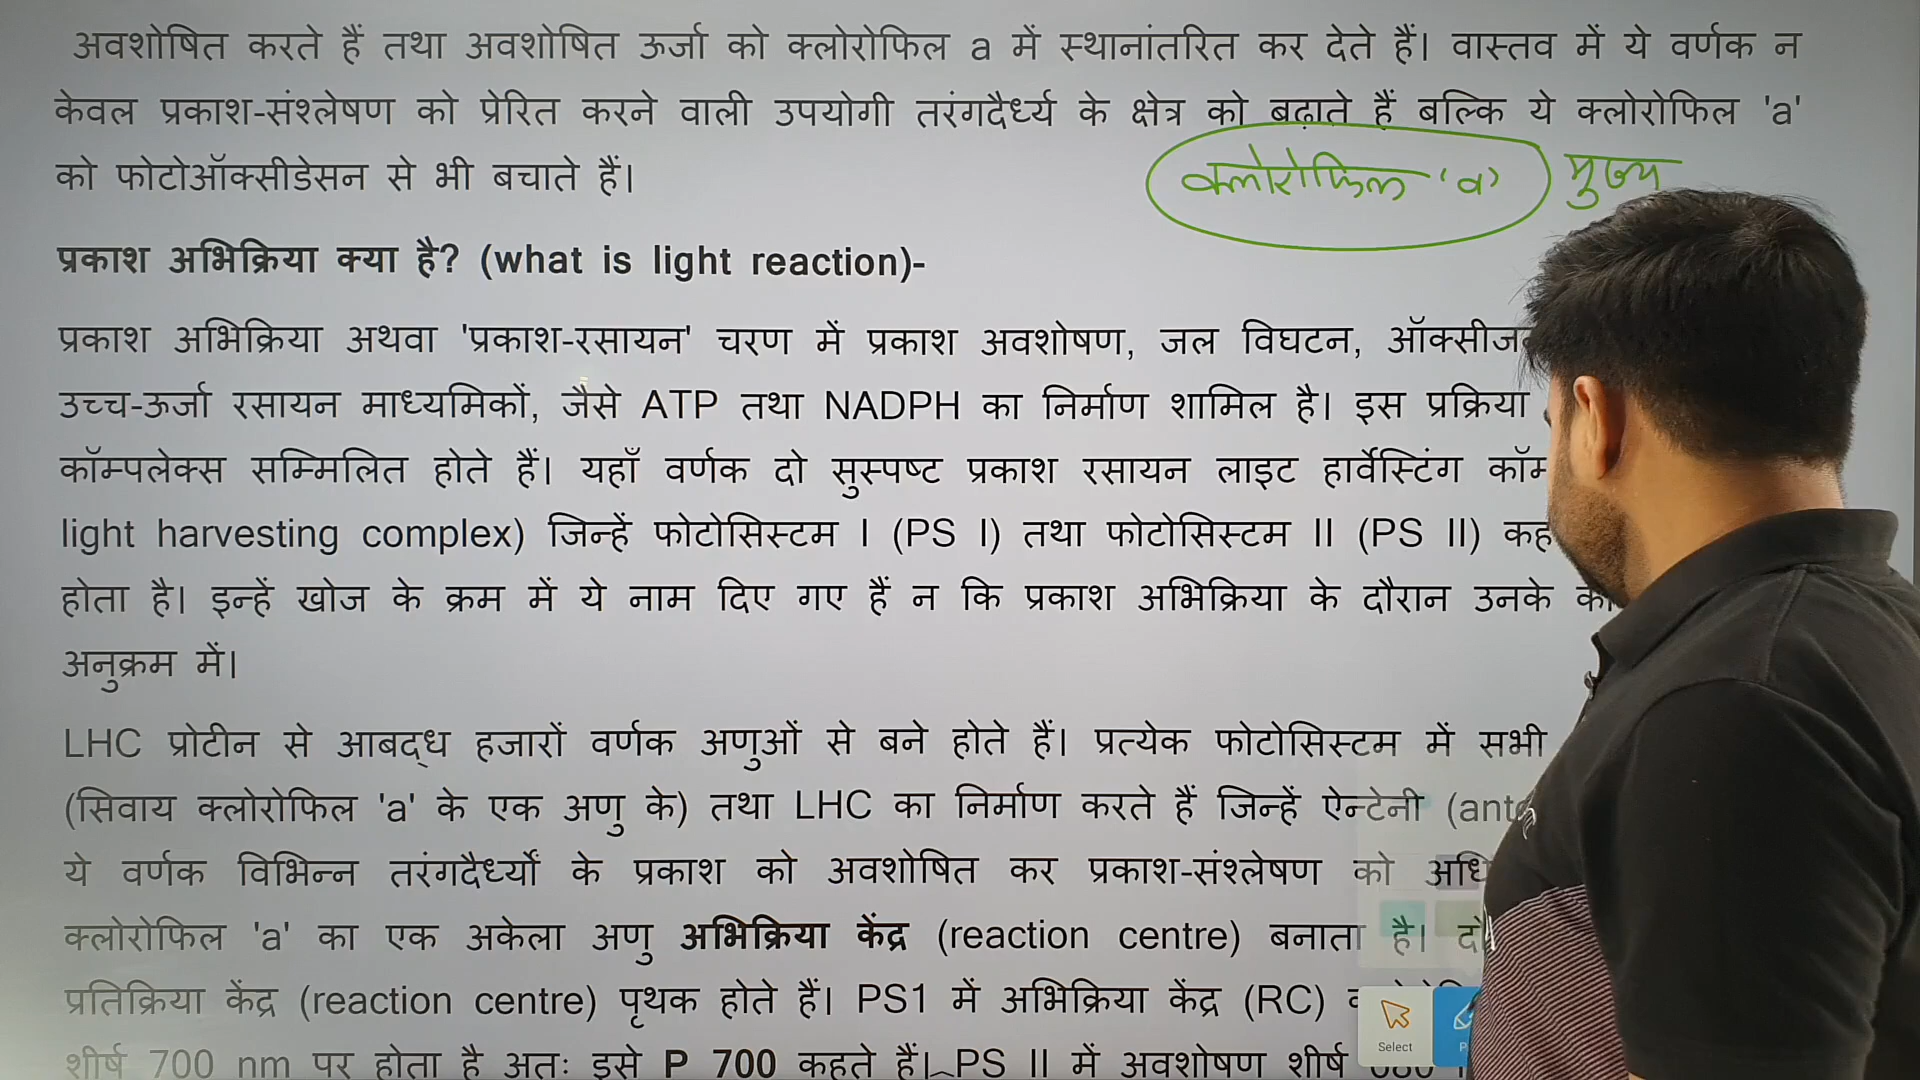 अवशोषित करते हैं तथा अवशोषित ऊर्जा को क्लोरोफिल a में स्थानांतरित कर देते हैं। वास्तव में ये वर्णक न
केवल प्रकाश-संश्लेषण को प्रेरित करने वाली उपयोगी तरंगदैर्ध्य के क्षेत्र को बढ़ाते हैं बल्कि ये क्लोरोफिल 'a'
को फोटोऑक्सीडेसन से भी बचाते हैं।
क्लोरोफिल 'a' मुख्य
प्रकाश अभिक्रिया क्या है? (what is light reaction)-
प्रकाश अभिक्रिया अथवा 'प्रकाश-रसायन' चरण में प्रकाश अवशोषण, जल विघटन,
उच्च-ऊर्जा रसायन माध्यमिकों, जैसे ATP तथा NADPH का निर्माण शामिल है। इस प्रक्रिया
कॉम्पलेक्स सम्मिलित होते हैं। यहाँ वर्णक दो सुस्पष्ट प्रकाश रसायन लाइट हार्वेस्टिंग
light harvesting complex) जिन्हें फोटोसिस्टम I (PS I) तथा फोटोसिस्टम II (PS II)
होता है। इन्हें खोज के क्रम में ये नाम दिए गए हैं न कि प्रकाश अभिक्रिया के दौरान उनके
अनुक्रम में।
LHC प्रोटीन से आबद्ध हजारों वर्णक अणुओं से बने होते हैं। प्रत्येक फोटोसिस्टम में सभी
(सिवाय क्लोरोफिल 'a' के एक अणु के) तथा LHC का निर्माण करते हैं जिन्हें ऐन्टेनी
ये वर्णक विभिन्न तरंगदैर्ध्यों के प्रकाश को अवशोषित कर प्रकाश-संश्लेषण को
क्लोरोफिल 'a' का एक अकेला अणु अभिक्रिया केंद्र (reaction centre) बनाता है।
प्रतिक्रिया केंद्र (reaction centre) पृथक होते हैं। PS1 में अभिक्रिया केंद्र (RC)
शीर्ष 700 nm पर होता है अतः इसे P 700 कहते हैं। PS II में अवशोषण शीर्ष
Select